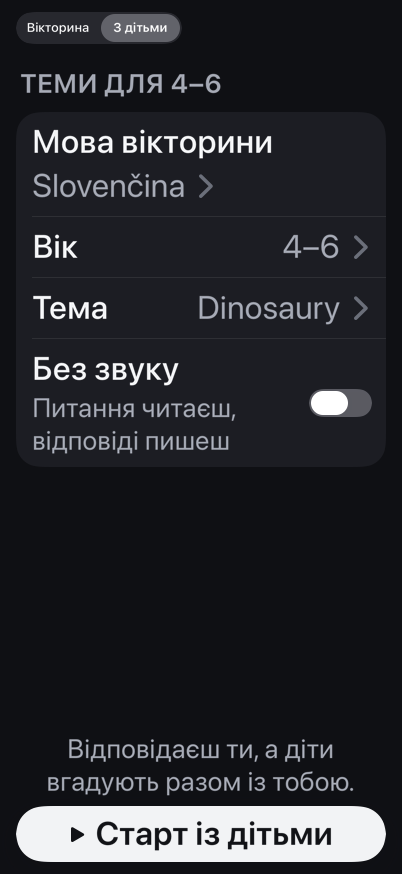 Вікторина З дітьми
ТЕМИ ДЛЯ 4–6
Мова вікторини
Slovenčina
Вік 4–6
Тема Dinosaury
Без звуку
Питання читаєш,
відповіді пишеш
Відповідаєш ти, а діти
вгадують разом із тобою.
Старт із дітьми